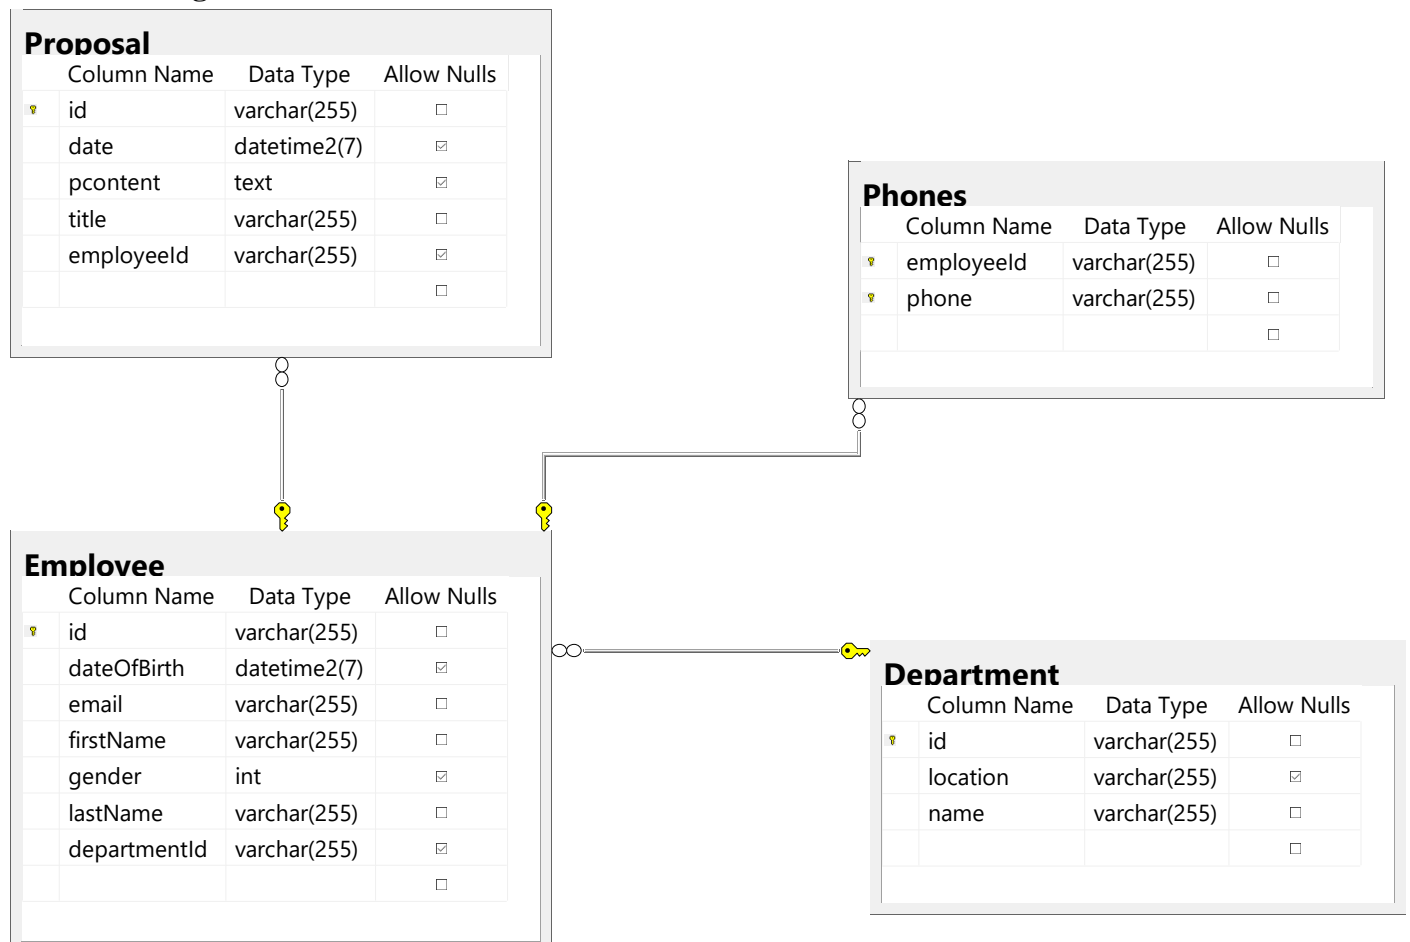 Proposal
Column Name Data Type Allow Nulls
id varchar(255)
date datetime2(7)
pcontent text
title varchar(255)
employeeId varchar(255)
Phones
Column Name Data Type Allow Nulls
employeeId varchar(255)
phone varchar(255)
Employee
Column Name Data Type Allow Nulls
id varchar(255)
dateOfBirth datetime2(7)
email varchar(255)
firstName varchar(255)
gender int
lastName varchar(255)
departmentId varchar(255)
Department
Column Name Data Type Allow Nulls
id varchar(255)
location varchar(255)
name varchar(255)